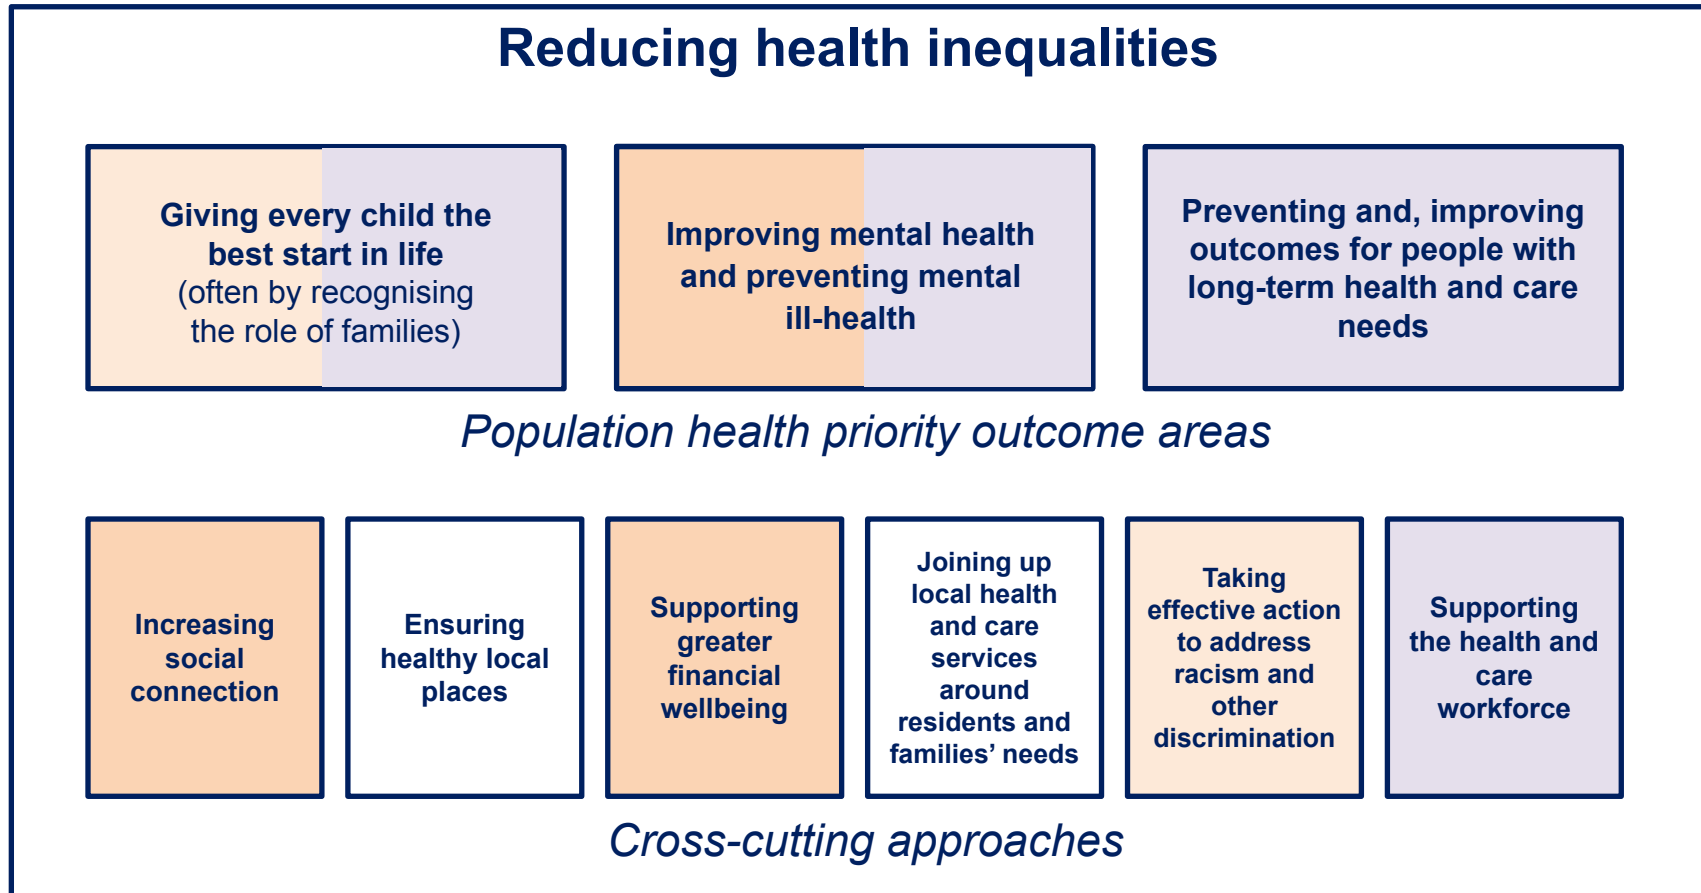 Reducing health inequalities
Giving every child the
best start in life
(often by recognising
the role of families)
Improving mental health
and preventing mental
ill-health
Preventing and, improving
outcomes for people with
long-term health and care
needs
Population health priority outcome areas
Increasing
social
connection
Ensuring
healthy local
places
Supporting
greater
financial
wellbeing
Joining up
local health
and care
services
around
residents and
families’ needs
Taking
effective action
to address
racism and
other
discrimination
Supporting
the health and
care
workforce
Cross-cutting approaches